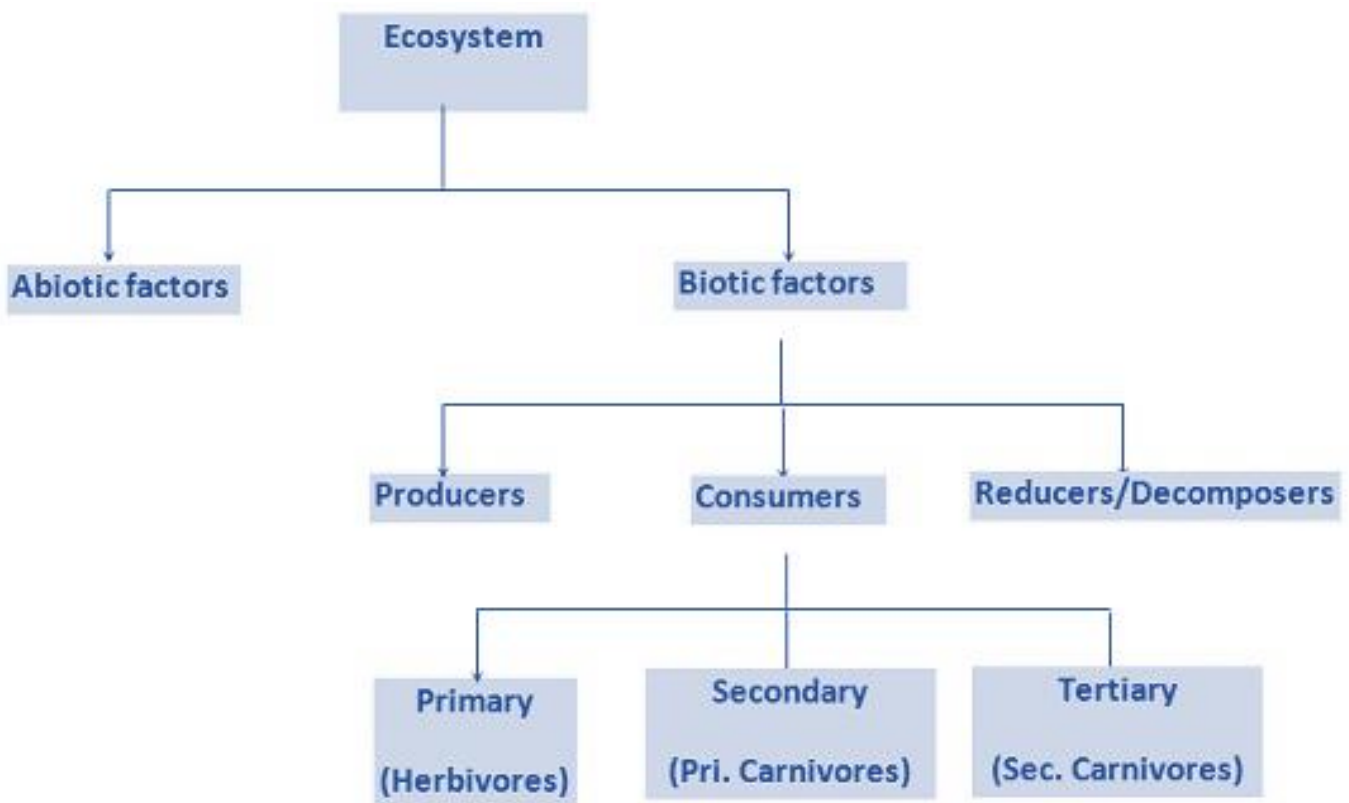 Ecosystem
Abiotic factors
Biotic factors
Producers
Consumers
Reducers/Decomposers
Primary
(Herbivores)
Secondary
(Pri. Carnivores)
Tertiary
(Sec. Carnivores)